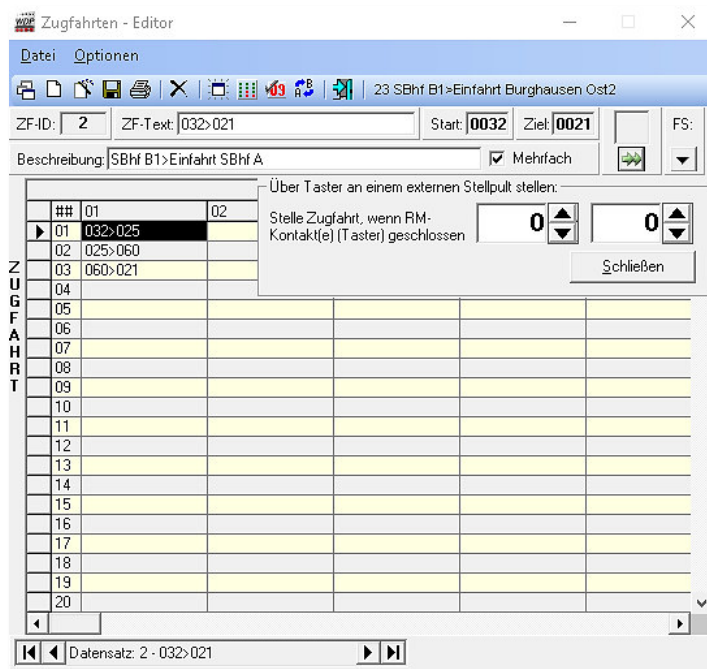 WDP Zugfahrten - Editor
Datei Optionen
23 SBhf B1>Einfahrt Burghausen Ost2
ZF-ID: 2 ZF-Text: 032>021 Start: 0032 Ziel: 0021 FS:
Beschreibung: SBhf B1>Einfahrt SBhf A Mehrfach
Über Taster an einem externen Stellpult stellen:
Stelle Zugfahrt, wenn RM-
Kontakt(e) (Taster) geschlossen 0 0
Schließen
ZUGFAHRT
## 01 02
01 032>025
02 025>060
03 060>021
04
05
06
07
08
09
10
11
12
13
14
15
16
17
18
19
20
Datensatz: 2 - 032>021